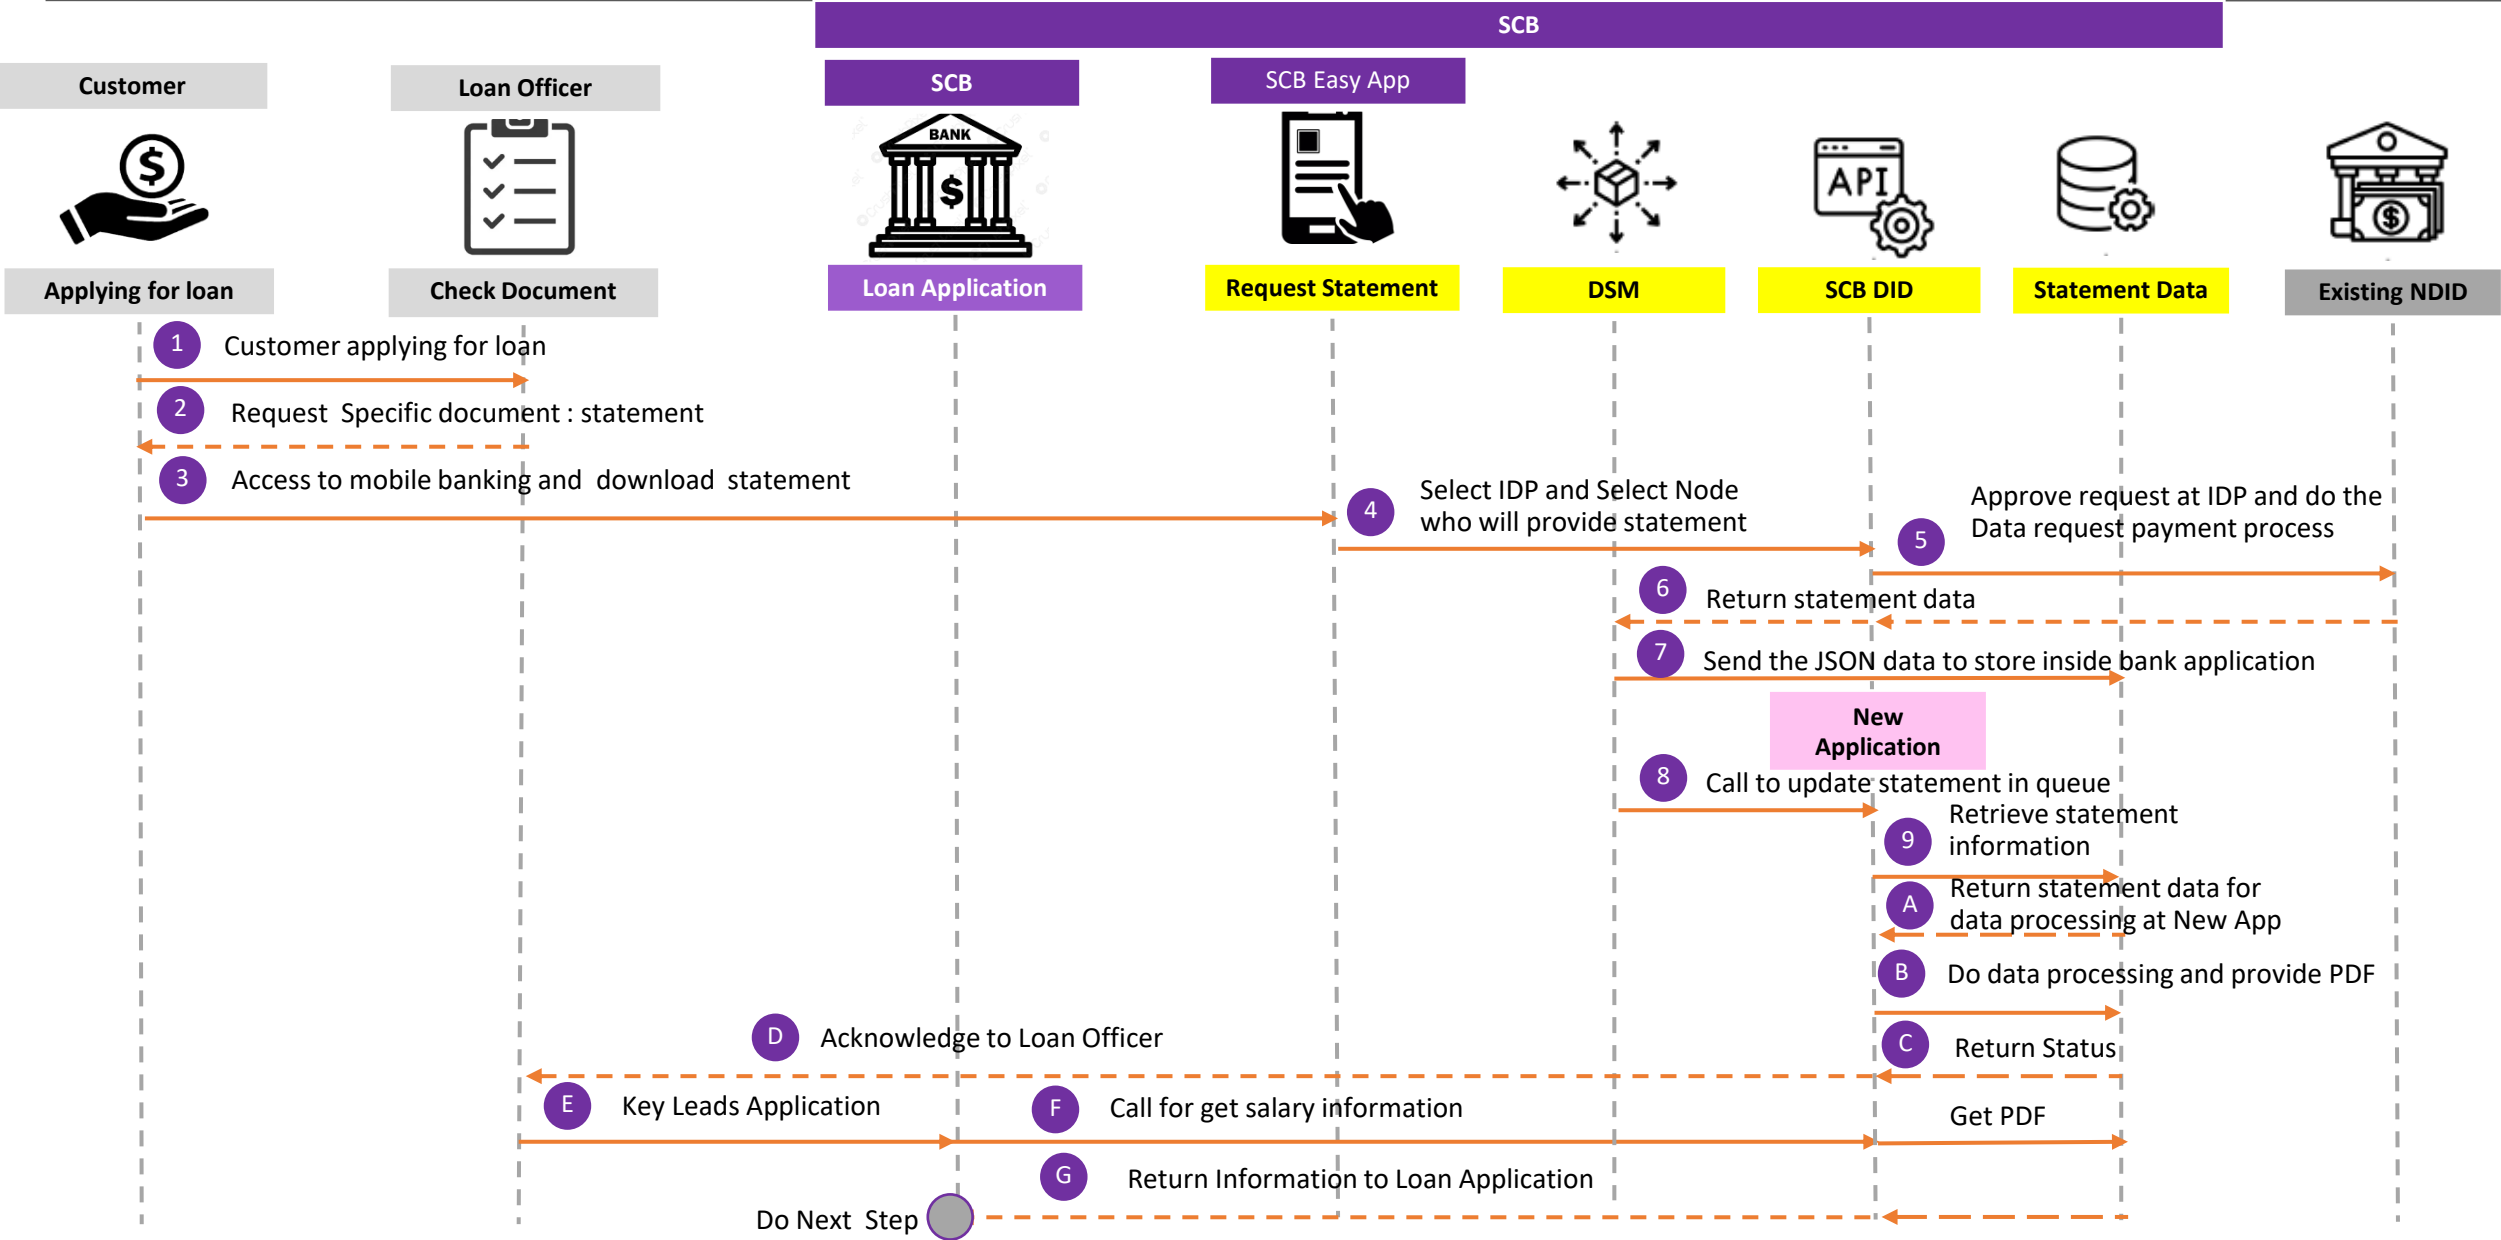 SCB
Customer
Loan Officer
SCB
SCB Easy App
BANK
$
$
API
$
Applying for loan
Check Document
Loan Application
Request Statement
DSM
SCB DID
Statement Data
Existing NDID
1
Customer applying for loan
2
Request Specific document : statement
3
Access to mobile banking and download statement
4
Select IDP and Select Node
who will provide statement
5
Approve request at IDP and do the
Data request payment process
6
Return statement data
7
Send the JSON data to store inside bank application
New
Application
8
Call to update statement in queue
9
Retrieve statement
information
A
Return statement data for
data processing at New App
B
Do data processing and provide PDF
D
Acknowledge to Loan Officer
C
Return Status
E
Key Leads Application
F
Call for get salary information
Get PDF
G
Return Information to Loan Application
Do Next Step